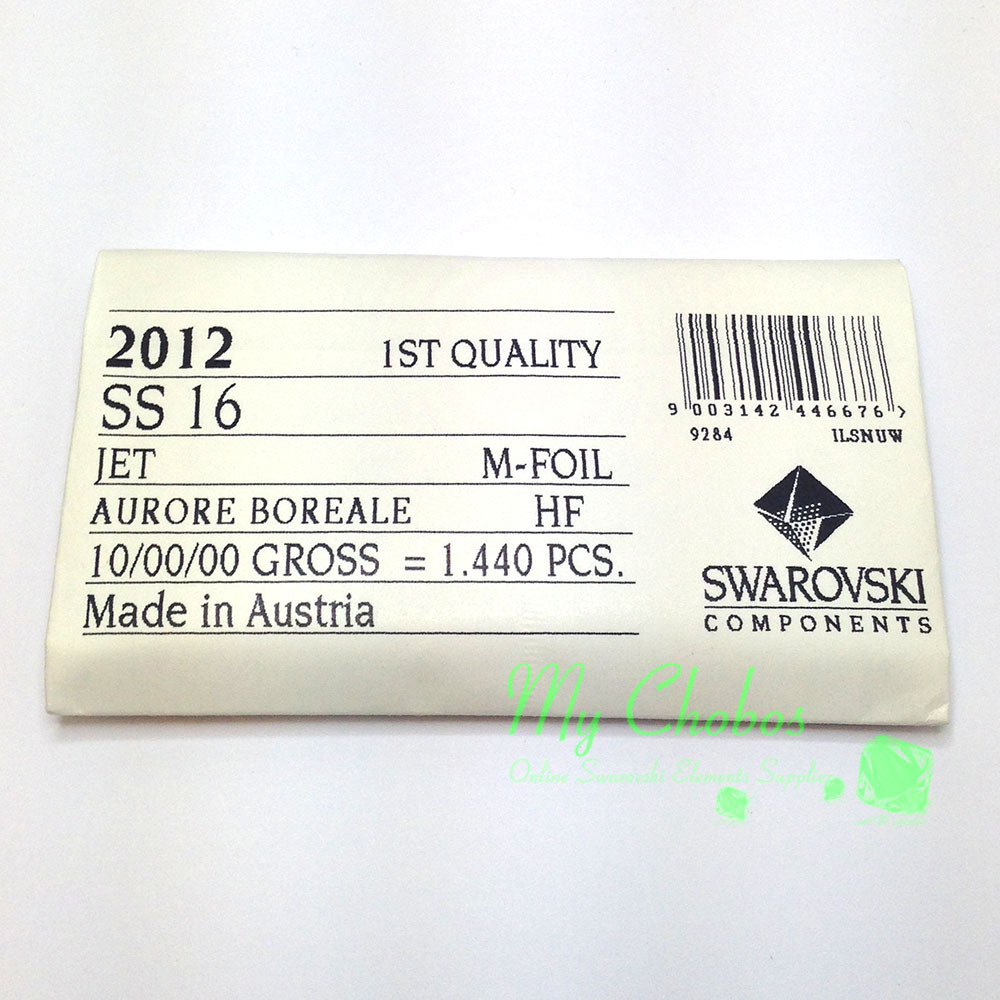 2012 1ST QUALITY
SS 16
JET M-FOIL
AURORE BOREALE HF
10/00/00 GROSS = 1.440 PCS.
Made in Austria
9 003142 446676 >
9284 ILSNUW
SWAROVSKI
COMPONENTS
My Chobos
Online Swarovski Elements Supplier